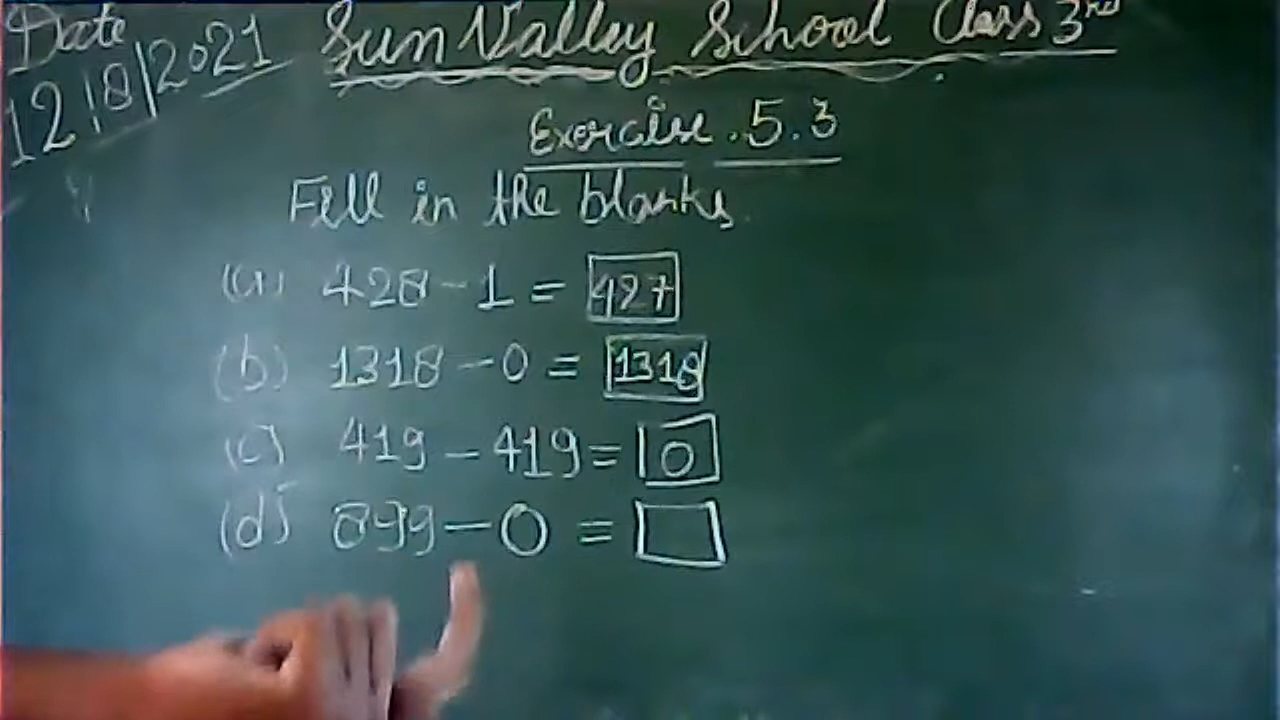 Date
12/8/2021
Sun Valley School Class 3rd
Exercise .5.3
Fill in the blanks
(a) 428 - 1 = 427
(b) 1318 - 0 = 1318
(c) 419 - 419 = 0
(d) 899 - 0 =